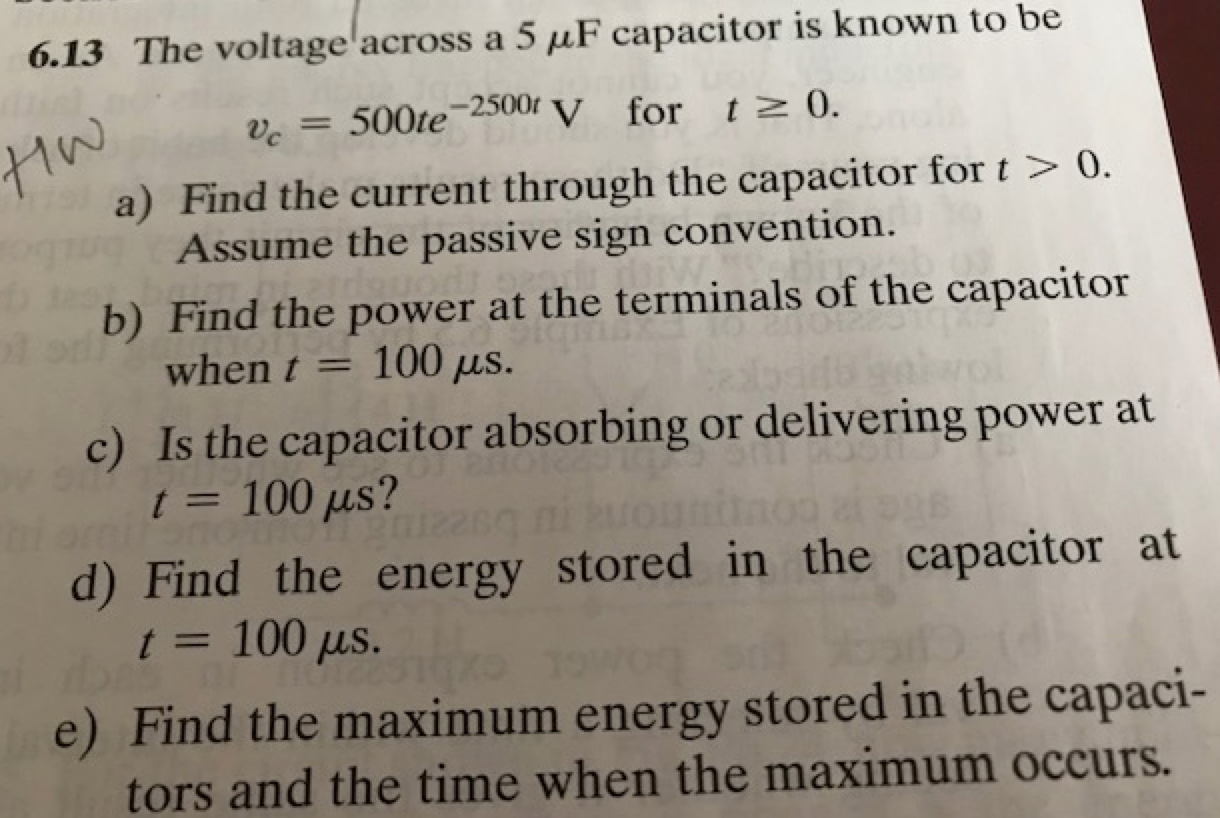 6.13 The voltage across a 5 μF capacitor is known to be
v_c = 500te^{-2500t} V for t ≥ 0.
HW
a) Find the current through the capacitor for t > 0.
Assume the passive sign convention.
b) Find the power at the terminals of the capacitor
when t = 100 μs.
c) Is the capacitor absorbing or delivering power at
t = 100 μs?
d) Find the energy stored in the capacitor at
t = 100 μs.
e) Find the maximum energy stored in the capaci-
tors and the time when the maximum occurs.